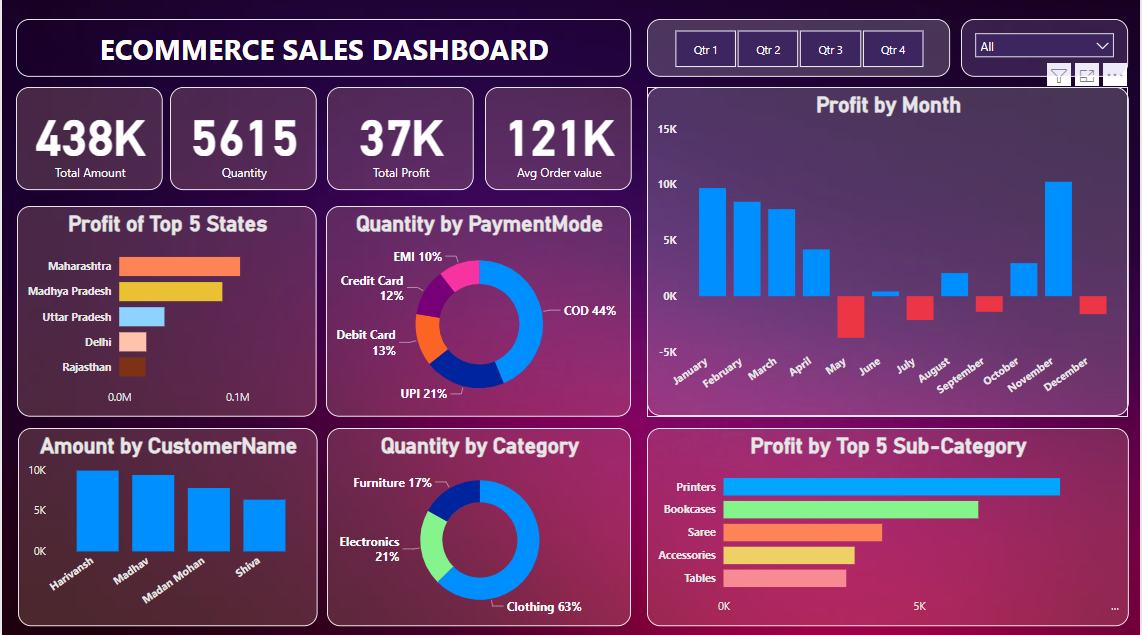 ECOMMERCE SALES DASHBOARD
Qtr 1
Qtr 2
Qtr 3
Qtr 4
All
438K
Total Amount
5615
Quantity
37K
Total Profit
121K
Avg Order value
Profit by Month
15K
10K
5K
0K
-5K
January
February
March
April
May
June
July
August
September
October
November
December
Profit of Top 5 States
Maharashtra
Madhya Pradesh
Uttar Pradesh
Delhi
Rajasthan
0.0M
0.1M
Quantity by PaymentMode
EMI 10%
Credit Card
12%
Debit Card
13%
UPI 21%
COD 44%
Amount by CustomerName
10K
5K
0K
Harivansh
Madhav
Madan Mohan
Shiva
Quantity by Category
Furniture 17%
Electronics
21%
Clothing 63%
Profit by Top 5 Sub-Category
Printers
Bookcases
Saree
Accessories
Tables
0K
5K
...